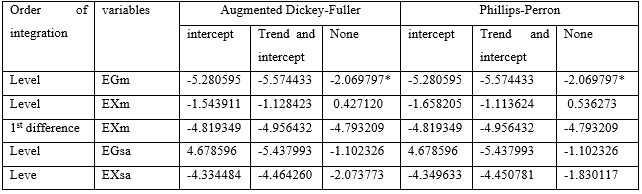 Order of integration variables Augmented Dickey-Fuller Phillips-Perron
intercept Trend and intercept None intercept Trend and intercept None
Level EGm -5.280595 -5.574433 -2.069797* -5.280595 -5.574433 -2.069797*
Level EXm -1.543911 -1.128423 0.427120 -1.658205 -1.113624 0.536273
1st difference EXm -4.819349 -4.956432 -4.793209 -4.819349 -4.956432 -4.793209
Level EGsa 4.678596 -5.437993 -1.102326 4.678596 -5.437993 -1.102326
Leve EXsa -4.334484 -4.464260 -2.073773 -4.349633 -4.450781 -1.830117